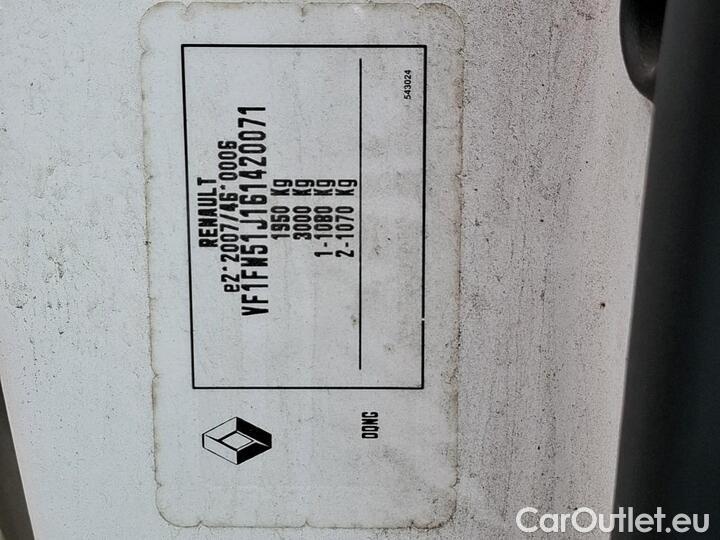 RENAULT
e2*2007/46*0006
VF1FW51J161420071
1950 Kg
3000 Kg
1-1080 Kg
2-1070 Kg
543024
DQNC
CarOutlet.eu